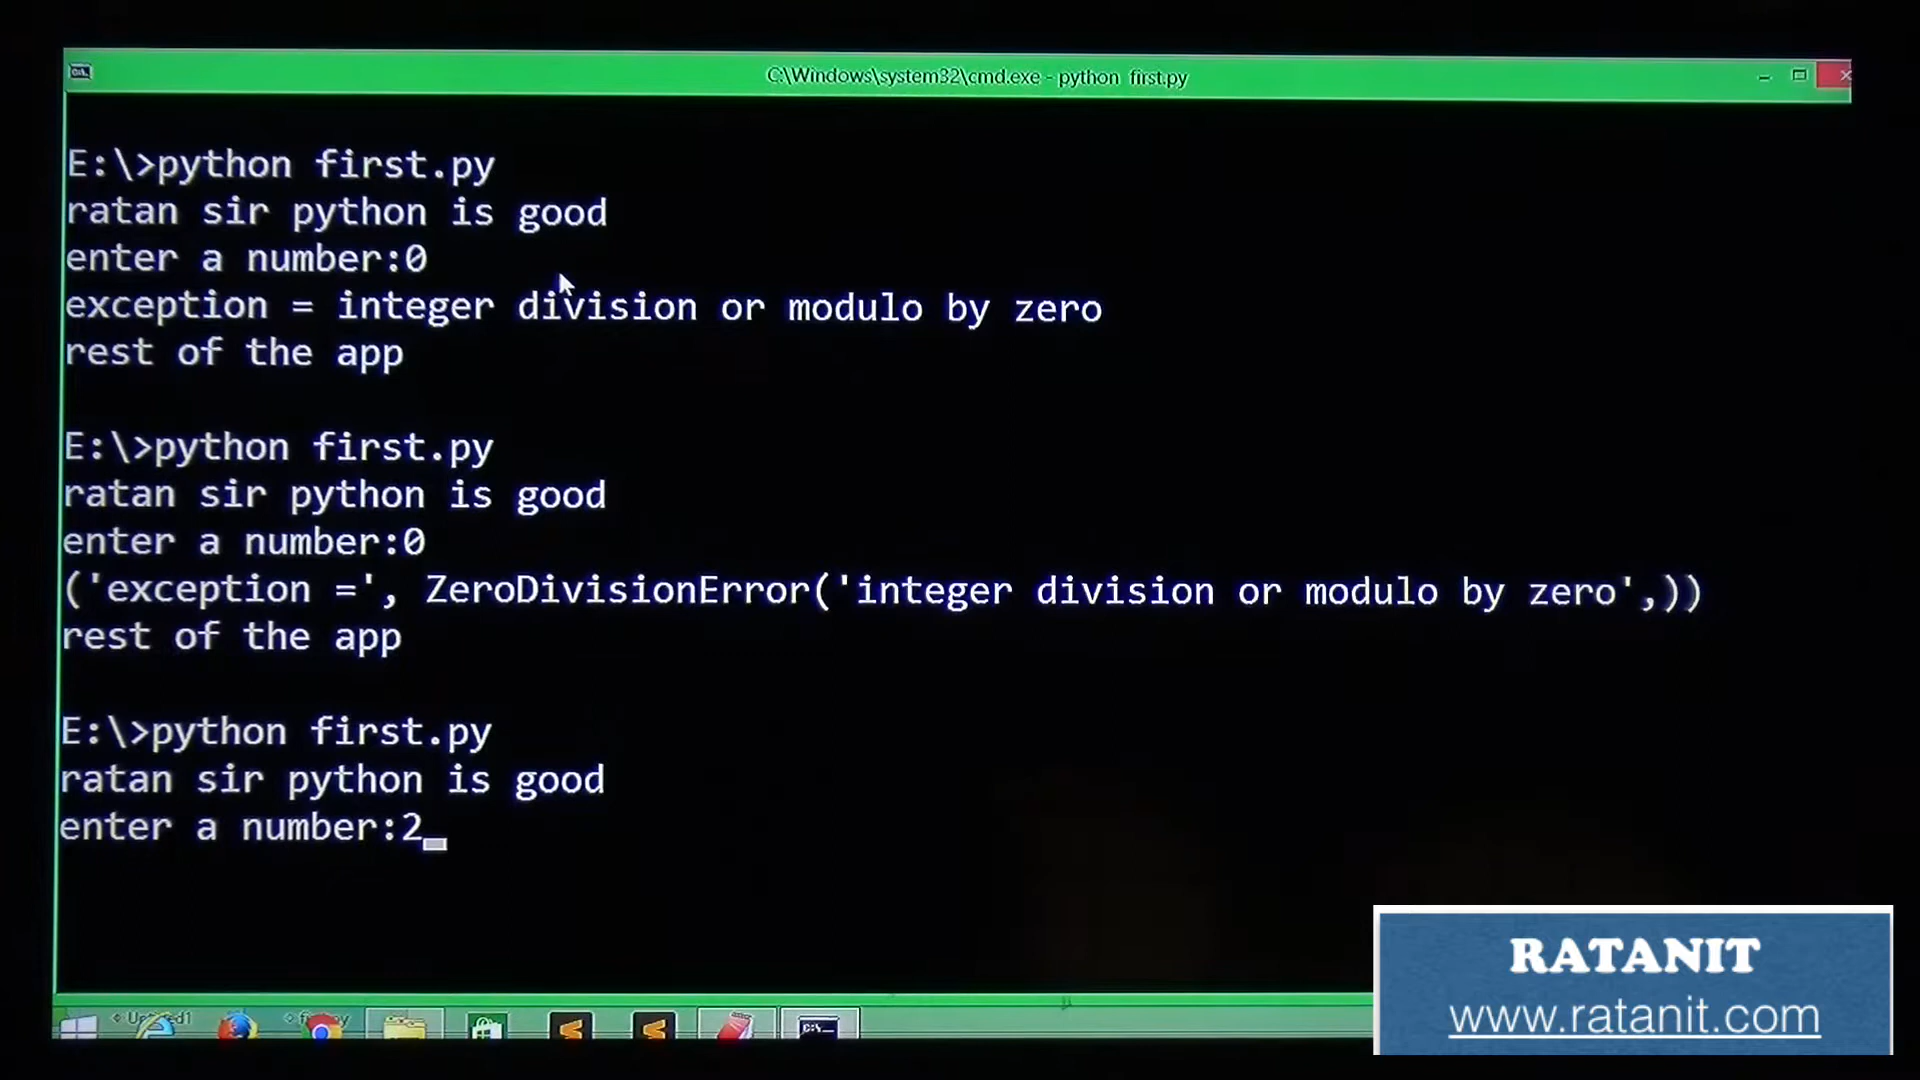 C:\Windows\system32\cmd.exe - python  first.py
E:\>python first.py
ratan sir python is good
enter a number:0
exception = integer division or modulo by zero
rest of the app
E:\>python first.py
ratan sir python is good
enter a number:0
('exception =', ZeroDivisionError('integer division or modulo by zero',))
rest of the app
E:\>python first.py
ratan sir python is good
enter a number:2_
RATANIT
www.ratanit.com